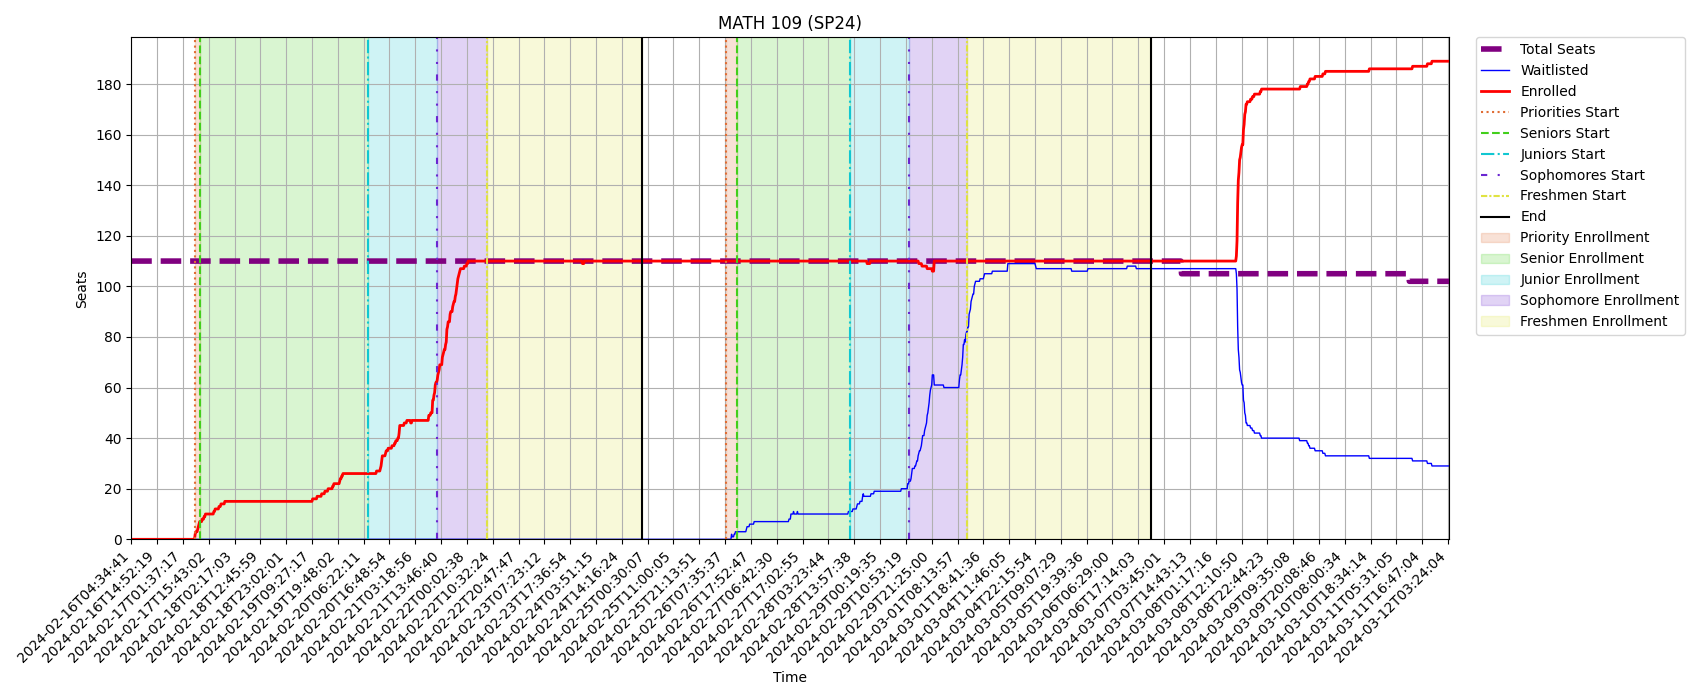 MATH 109 (SP24)
Seats
180
160
140
120
100
80
60
40
20
0
2024-02-16T04:34:41
2024-02-16T14:52:19
2024-02-17T01:37:17
2024-02-17T15:43:02
2024-02-18T02:17:03
2024-02-18T12:45:59
2024-02-18T23:02:01
2024-02-19T09:27:17
2024-02-19T19:48:02
2024-02-20T06:22:11
2024-02-20T16:48:54
2024-02-21T03:18:56
2024-02-21T13:46:40
2024-02-22T00:02:38
2024-02-22T10:32:24
2024-02-22T20:47:47
2024-02-23T07:23:12
2024-02-23T17:36:54
2024-02-24T03:51:15
2024-02-24T14:16:24
2024-02-25T00:30:07
2024-02-25T11:00:05
2024-02-25T21:13:51
2024-02-26T07:35:37
2024-02-26T17:52:47
2024-02-27T06:42:30
2024-02-27T17:02:55
2024-02-28T03:23:44
2024-02-28T13:57:38
2024-02-29T00:19:35
2024-02-29T10:53:19
2024-02-29T21:25:00
2024-03-01T08:13:57
2024-03-01T18:41:36
2024-03-04T11:46:05
2024-03-04T22:15:54
2024-03-05T09:07:29
2024-03-05T19:39:36
2024-03-06T06:29:00
2024-03-06T17:14:03
2024-03-07T03:45:01
2024-03-07T14:43:13
2024-03-08T01:17:16
2024-03-08T12:10:50
2024-03-08T22:44:23
2024-03-09T09:35:08
2024-03-09T20:08:46
2024-03-10T08:00:34
2024-03-10T18:34:14
2024-03-11T05:31:05
2024-03-11T16:47:04
2024-03-12T03:24:04
Time
Total Seats
Waitlisted
Enrolled
Priorities Start
Seniors Start
Juniors Start
Sophomores Start
Freshmen Start
End
Priority Enrollment
Senior Enrollment
Junior Enrollment
Sophomore Enrollment
Freshmen Enrollment